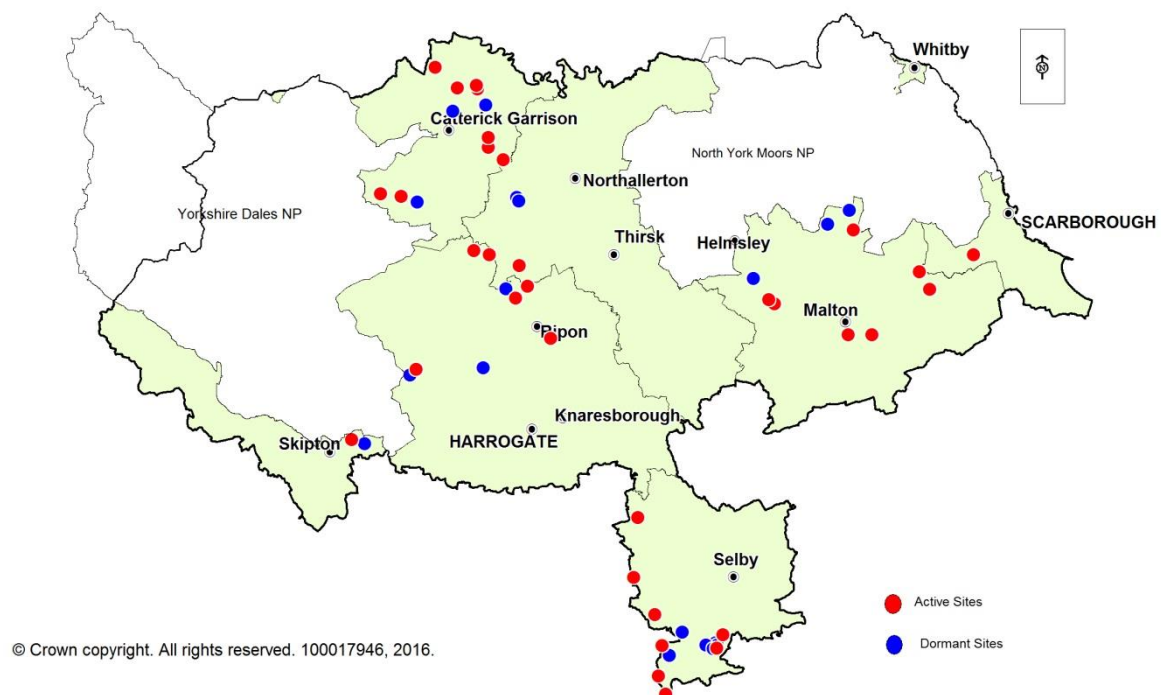 Whitby
N
Catterick Garrison
North York Moors NP
Northallerton
Yorkshire Dales NP
SCARBOROUGH
Thirsk
Helmsley
Malton
Ripon
Knaresborough
HARROGATE
Skipton
Selby
Active Sites
Dormant Sites
© Crown copyright. All rights reserved. 100017946, 2016.